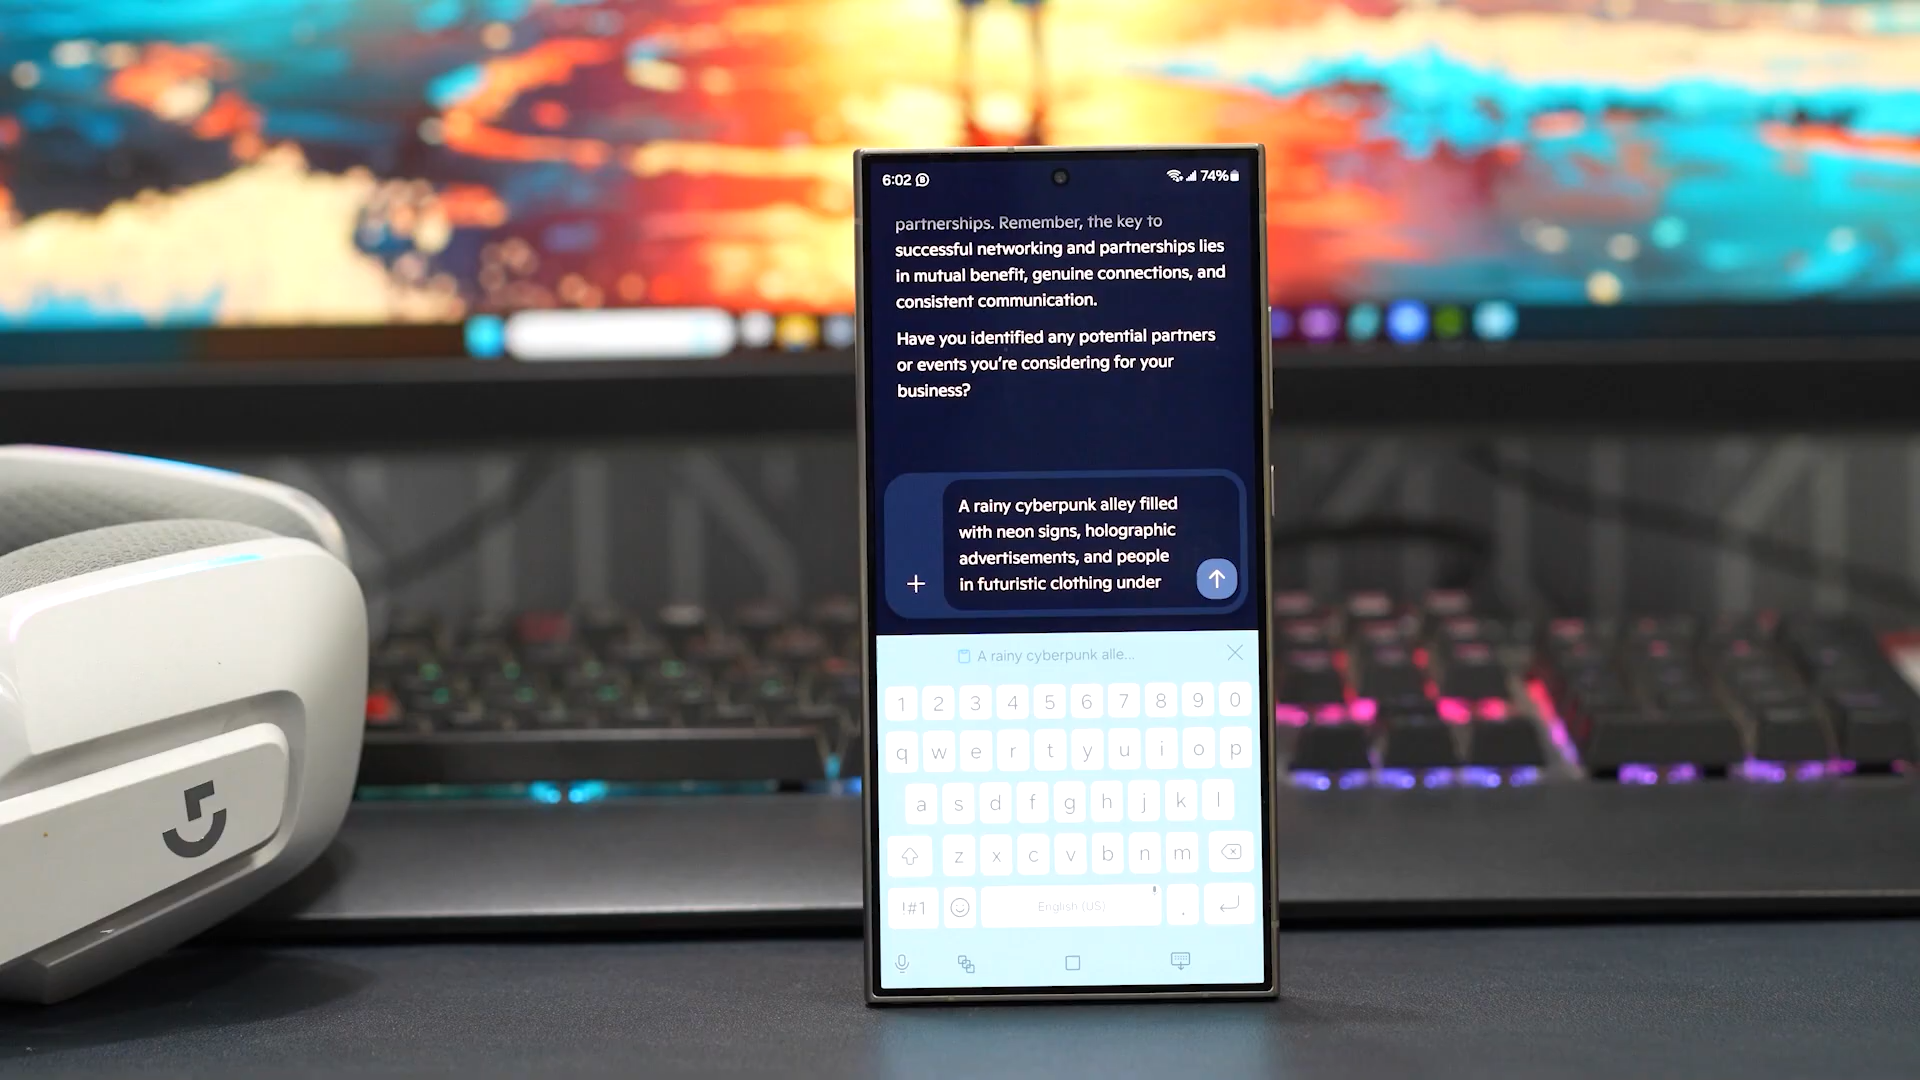 6:02
74%
partnerships. Remember, the key to
successful networking and partnerships lies
in mutual benefit, genuine connections, and
consistent communication.
Have you identified any potential partners
or events you're considering for your
business?
A rainy cyberpunk alley filled
with neon signs, holographic
advertisements, and people
in futuristic clothing under
A rainy cyberpunk alle...
1 2 3 4 5 6 7 8 9 0
q w e r t y u i o p
a s d f g h j k l
z x c v b n m
!#1 English (US) .